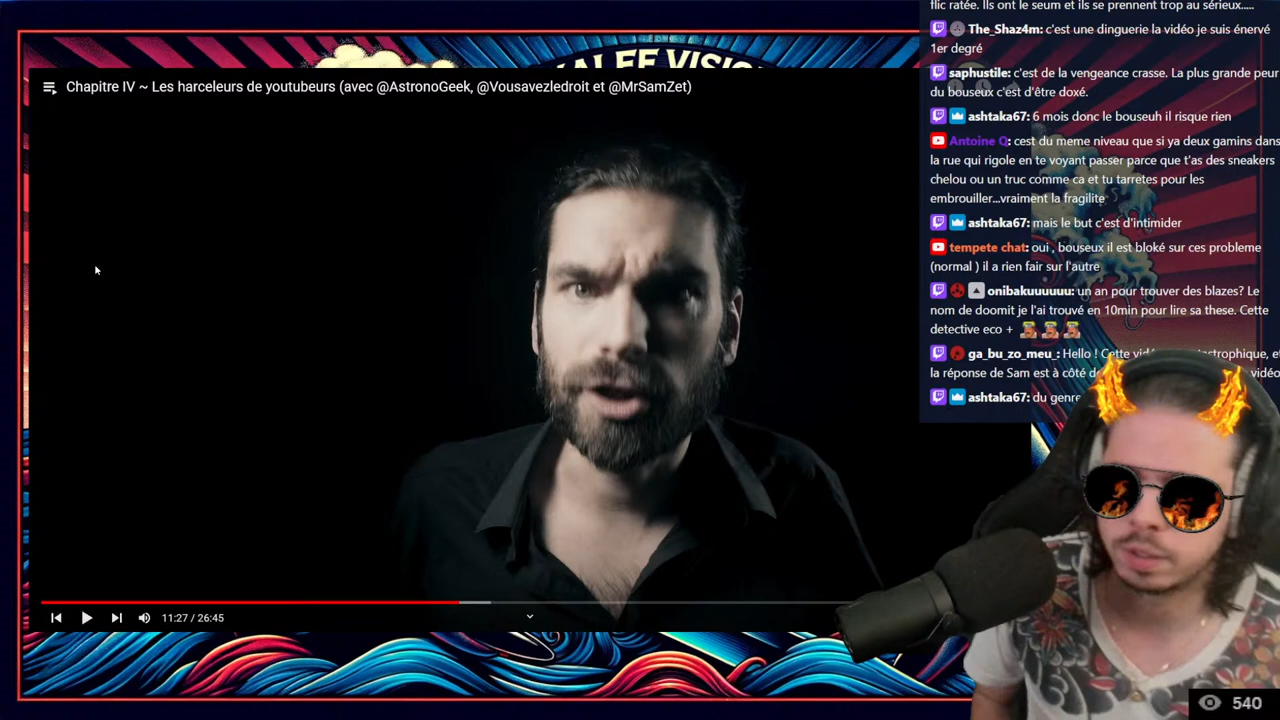 KALEE VISION
Chapitre IV ~ Les harceleurs de youtubeurs (avec @AstronoGeek, @Vousavezledroit et @MrSamZet)
11:27 / 26:45
flic ratée. Ils ont le seum et ils se prennent trop au sérieux.....
The_Shaz4m: c'est une dinguerie la vidéo je suis énervé
1er degré
saphustile: c'est de la vengeance crasse. La plus grande peur
du bouseux c'est d'être doxé.
ashtaka67: 6 mois donc le bouseuh il risque rien
Antoine Q: cest du meme niveau que si ya deux gamins dans
la rue qui rigole en te voyant passer parce que t'as des sneakers
chelou ou un truc comme ca et tu tarretes pour les
embrouiller...vraiment la fragilite
ashtaka67: mais le but c'est d'intimider
tempete chat: oui , bouseux il est bloké sur ces probleme
(normal ) il a rien fair sur l'autre
onibakuuuuuu: un an pour trouver des blazes? Le
nom de doomit je l'ai trouvé en 10min pour lire sa these. Cette
detective eco +
ga_bu_zo_meu_: Hello ! Cette
la réponse de Sam est à côté
vidéo
ashtaka67: du genre
540